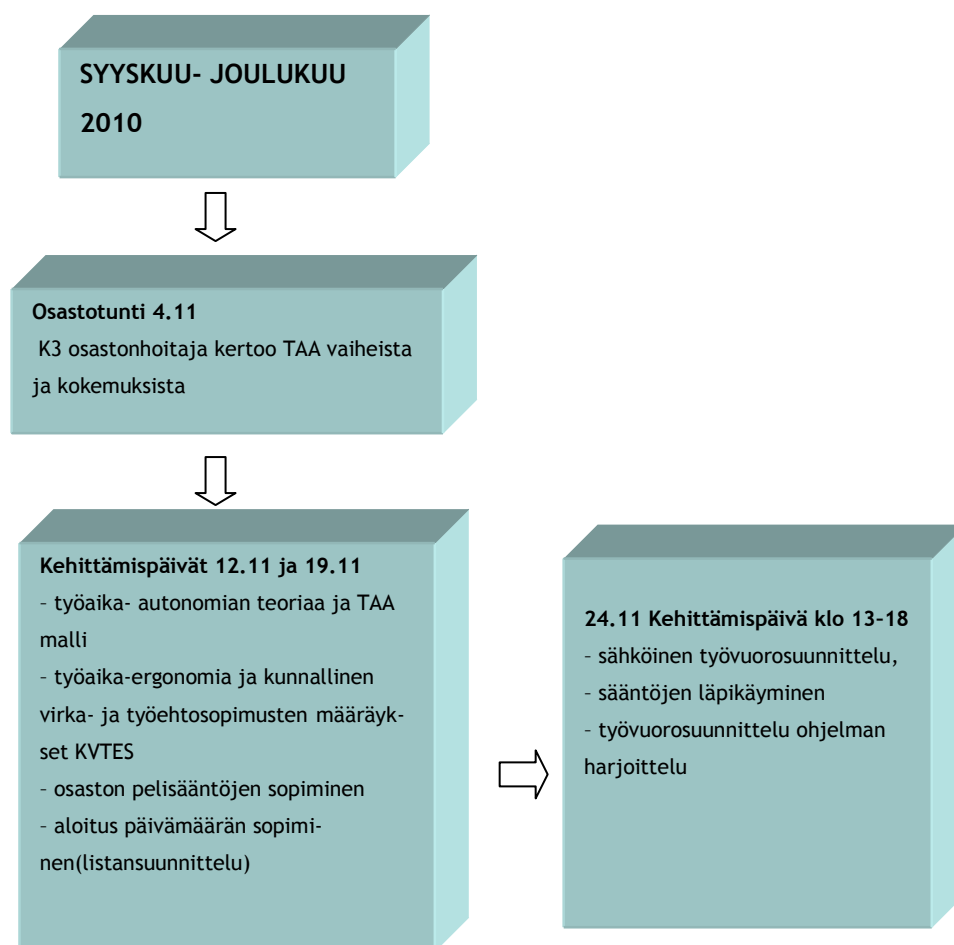 SYYSKUU- JOULUKUU
2010
Osastotunti 4.11
K3 osastonhoitaja kertoo TAA vaiheista
ja kokemuksista
Kehittämispäivät 12.11 ja 19.11
- työaika- autonomian teoriaa ja TAA
malli
- työaika-ergonomia ja kunnallinen
virka- ja työehtosopimusten määräyk-
set KVTES
- osaston pelisääntöjen sopiminen
- aloitus päivämäärän sopimi-
nen(listansuunnittelu)
24.11 Kehittämispäivä klo 13-18
- sähköinen työvuorosuunnittelu,
- sääntöjen läpikäyminen
- työvuorosuunnittelu ohjelman
harjoittelu